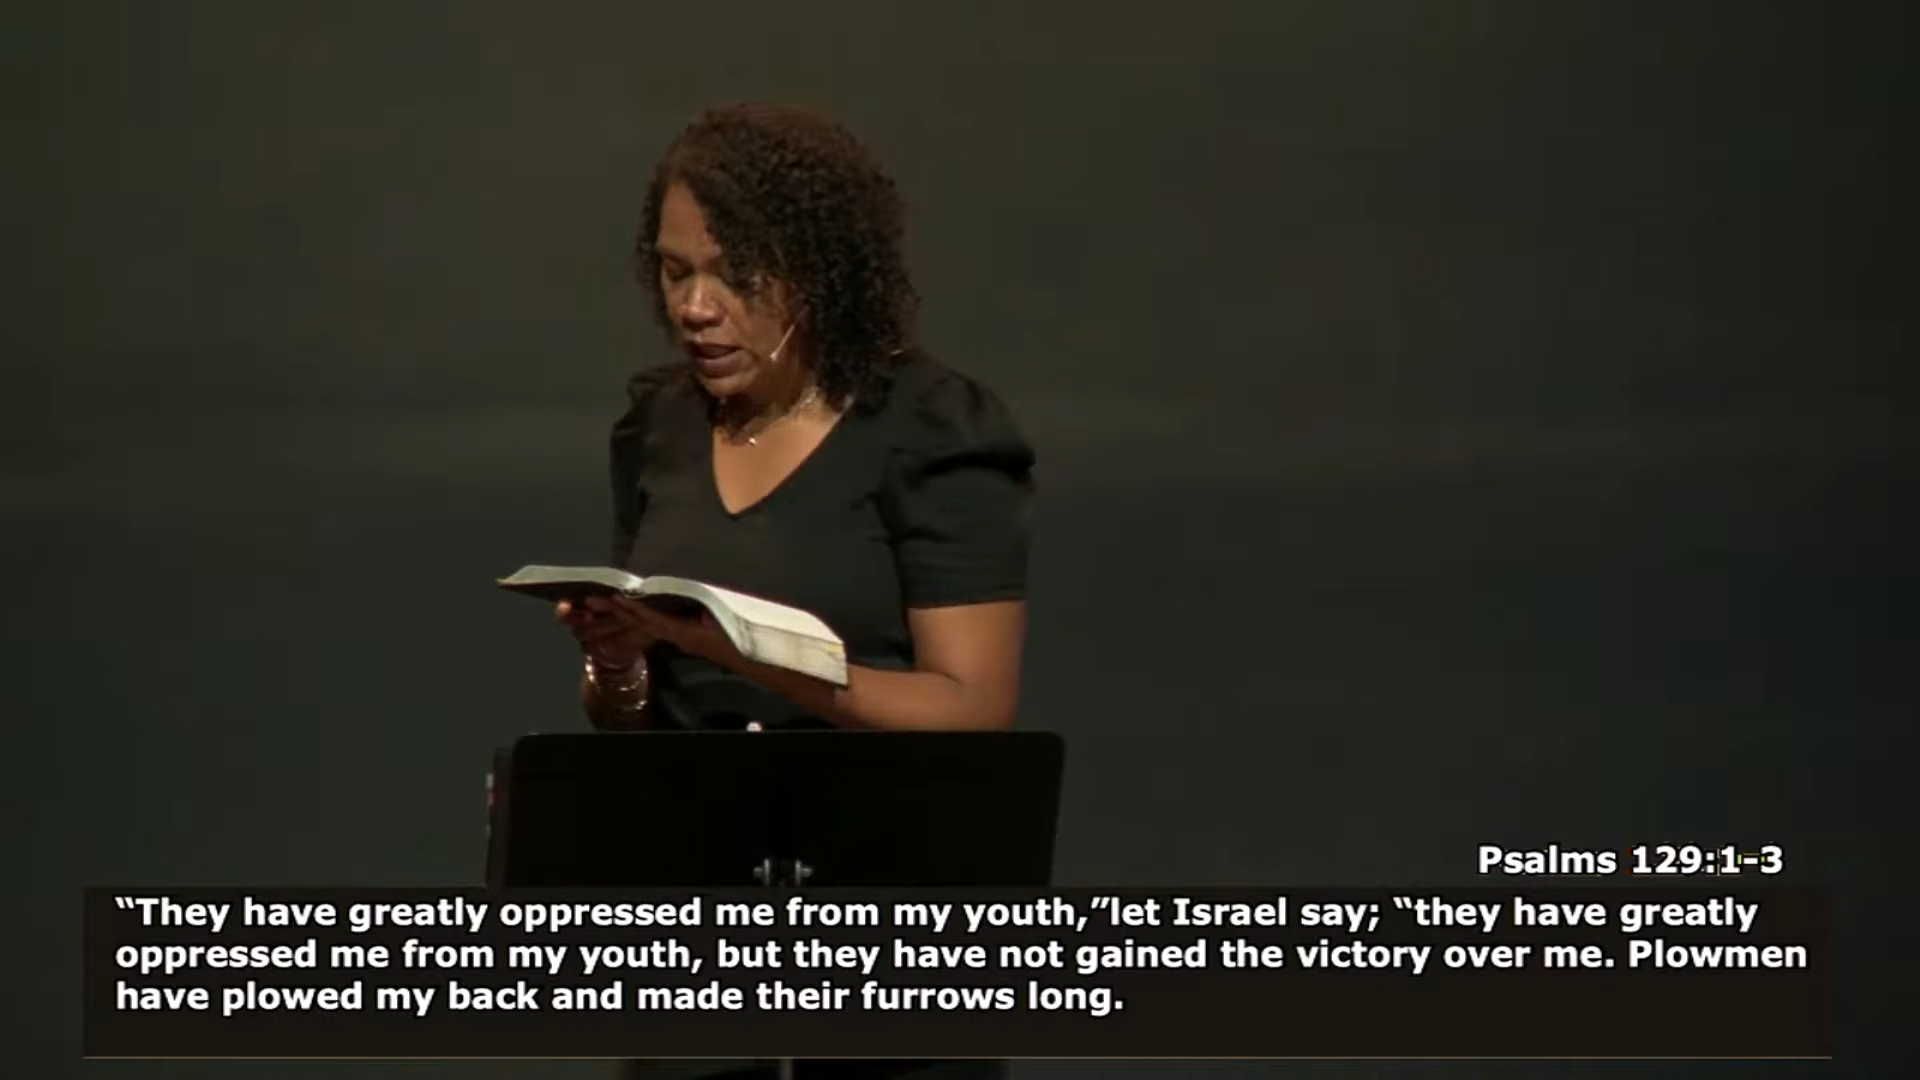 Psalms 129:1-3
“They have greatly oppressed me from my youth,”let Israel say; “they have greatly
oppressed me from my youth, but they have not gained the victory over me. Plowmen
have plowed my back and made their furrows long.